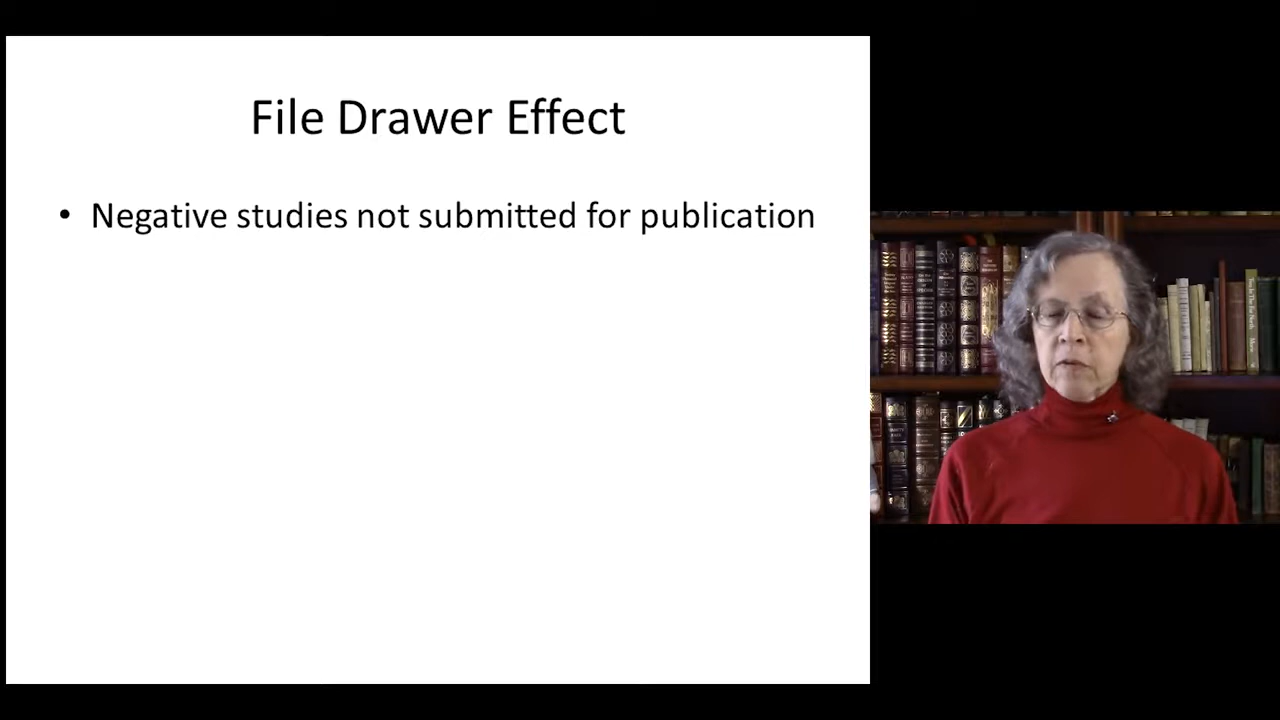 File Drawer Effect
• Negative studies not submitted for publication